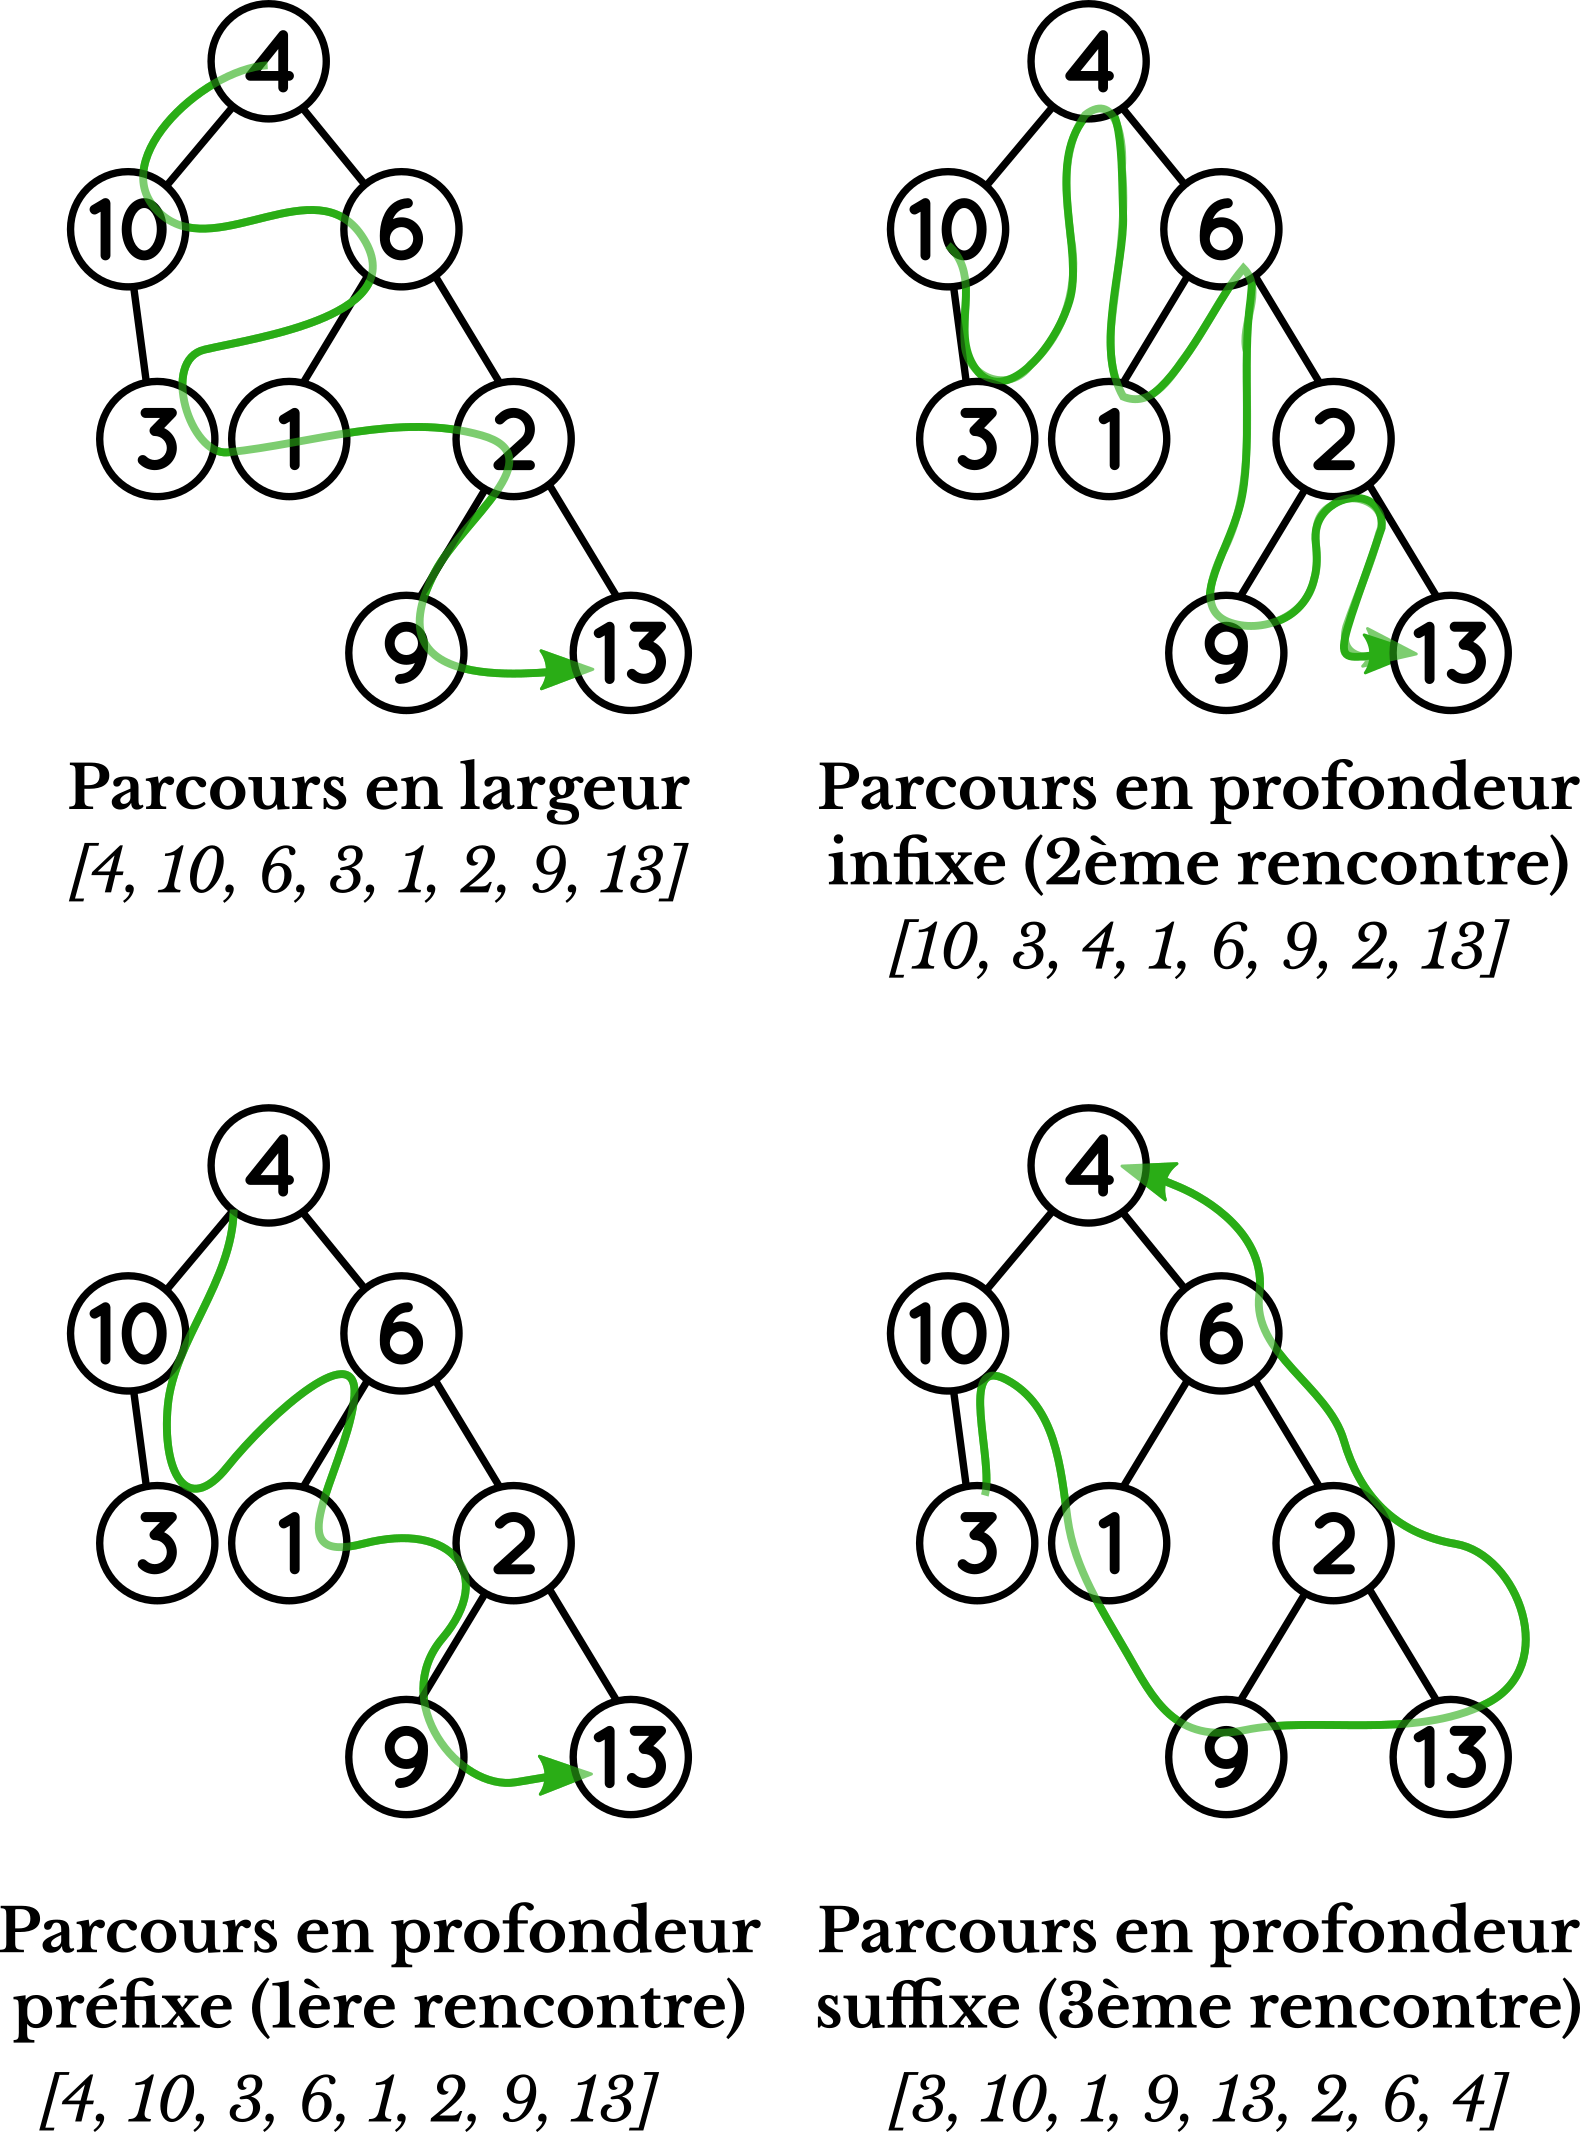 4
10 6
3 1 2
9 13
Parcours en largeur
[4, 10, 6, 3, 1, 2, 9, 13]
4
10 6
3 1 2
9 13
Parcours en profondeur
infixe (2ème rencontre)
[10, 3, 4, 1, 6, 9, 2, 13]
4
10 6
3 1 2
9 13
Parcours en profondeur
préfixe (1ère rencontre)
[4, 10, 3, 6, 1, 2, 9, 13]
4
10 6
3 1 2
9 13
Parcours en profondeur
suffixe (3ème rencontre)
[3, 10, 1, 9, 13, 2, 6, 4]